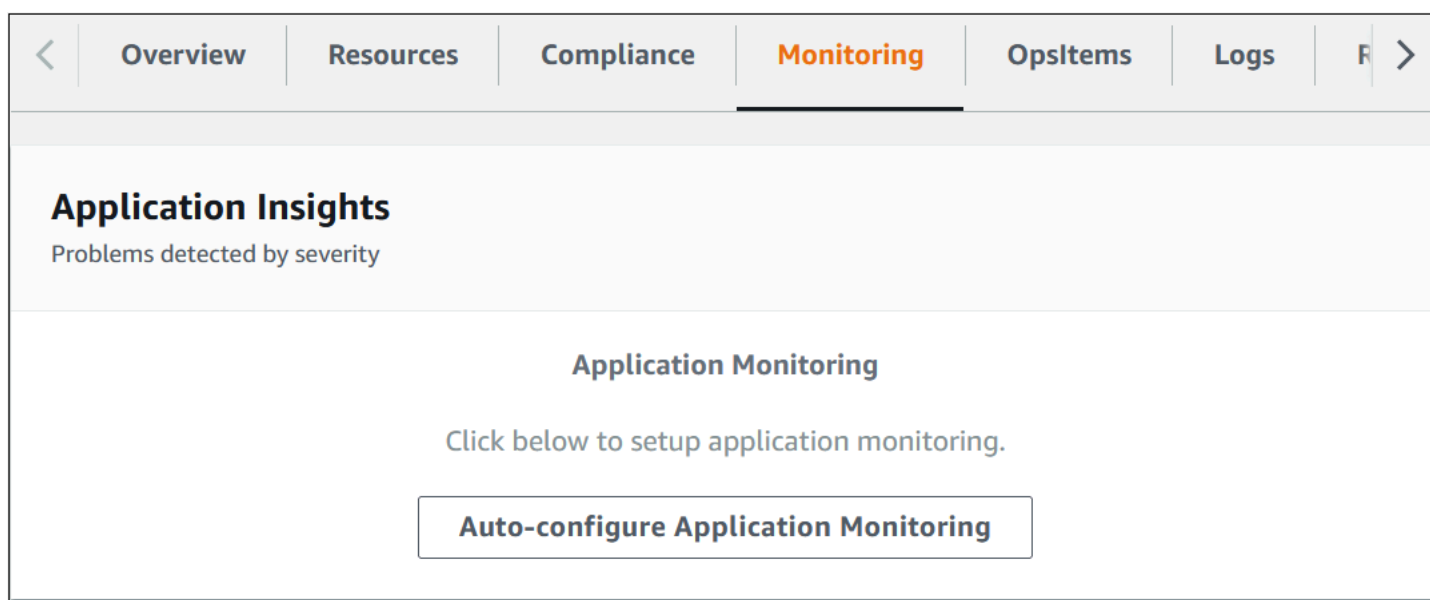 Overview Resources Compliance Monitoring OpsItems Logs
Application Insights
Problems detected by severity
Application Monitoring
Click below to setup application monitoring.
Auto-configure Application Monitoring